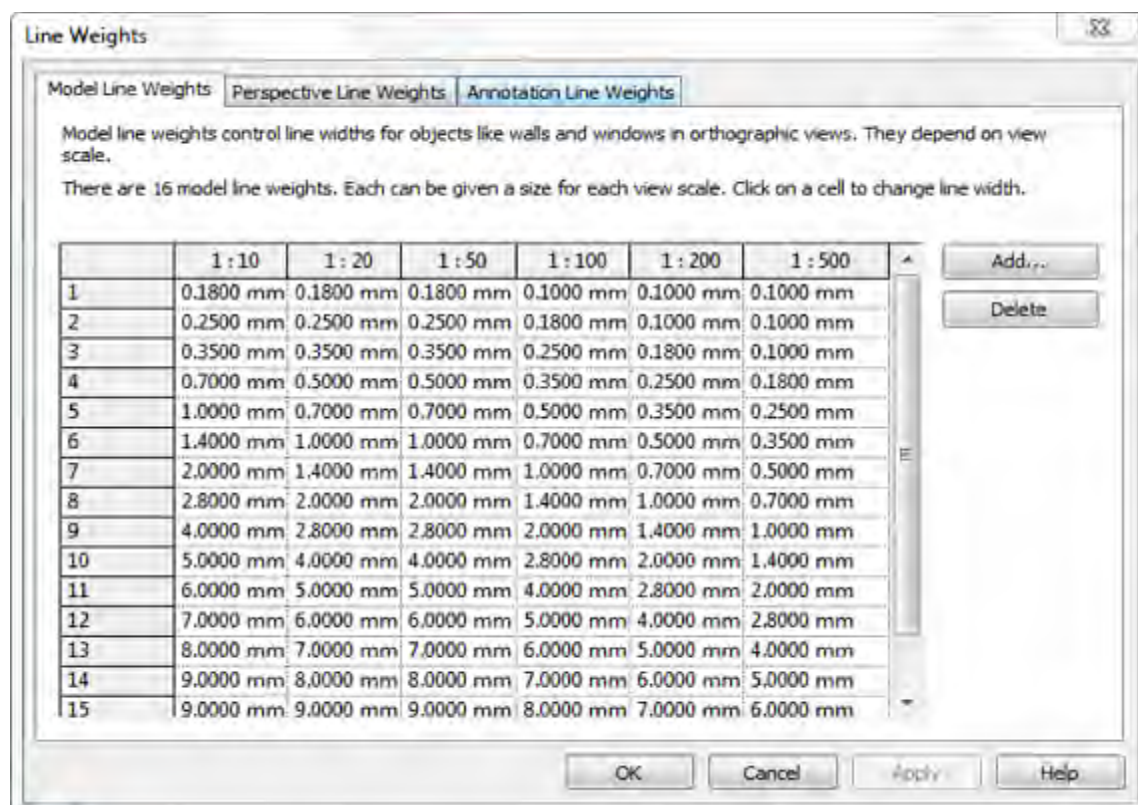 Line Weights
Model Line Weights Perspective Line Weights Annotation Line Weights
Model line weights control line widths for objects like walls and windows in orthographic views. They depend on view
scale.
There are 16 model line weights. Each can be given a size for each view scale. Click on a cell to change line width.
1 : 10 1 : 20 1 : 50 1 : 100 1 : 200 1 : 500 Add...
1 0.1800 mm 0.1800 mm 0.1800 mm 0.1000 mm 0.1000 mm 0.1000 mm
Delete
2 0.2500 mm 0.2500 mm 0.2500 mm 0.1800 mm 0.1000 mm 0.1000 mm
3 0.3500 mm 0.3500 mm 0.3500 mm 0.2500 mm 0.1800 mm 0.1000 mm
4 0.7000 mm 0.5000 mm 0.5000 mm 0.3500 mm 0.2500 mm 0.1800 mm
5 1.0000 mm 0.7000 mm 0.7000 mm 0.5000 mm 0.3500 mm 0.2500 mm
6 1.4000 mm 1.0000 mm 1.0000 mm 0.7000 mm 0.5000 mm 0.3500 mm
7 2.0000 mm 1.4000 mm 1.4000 mm 1.0000 mm 0.7000 mm 0.5000 mm
8 2.8000 mm 2.0000 mm 2.0000 mm 1.4000 mm 1.0000 mm 0.7000 mm
9 4.0000 mm 2.8000 mm 2.8000 mm 2.0000 mm 1.4000 mm 1.0000 mm
10 5.0000 mm 4.0000 mm 4.0000 mm 2.8000 mm 2.0000 mm 1.4000 mm
11 6.0000 mm 5.0000 mm 5.0000 mm 4.0000 mm 2.8000 mm 2.0000 mm
12 7.0000 mm 6.0000 mm 6.0000 mm 5.0000 mm 4.0000 mm 2.8000 mm
13 8.0000 mm 7.0000 mm 7.0000 mm 6.0000 mm 5.0000 mm 4.0000 mm
14 9.0000 mm 8.0000 mm 8.0000 mm 7.0000 mm 6.0000 mm 5.0000 mm
15 9.0000 mm 9.0000 mm 9.0000 mm 8.0000 mm 7.0000 mm 6.0000 mm
OK Cancel Apply Help